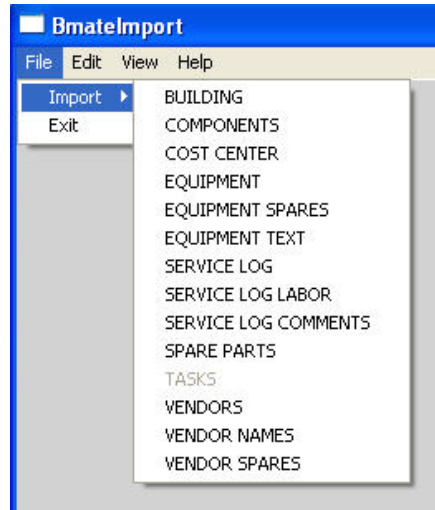 BmateImport
File Edit View Help
Import
Exit
BUILDING
COMPONENTS
COST CENTER
EQUIPMENT
EQUIPMENT SPARES
EQUIPMENT TEXT
SERVICE LOG
SERVICE LOG LABOR
SERVICE LOG COMMENTS
SPARE PARTS
TASKS
VENDORS
VENDOR NAMES
VENDOR SPARES